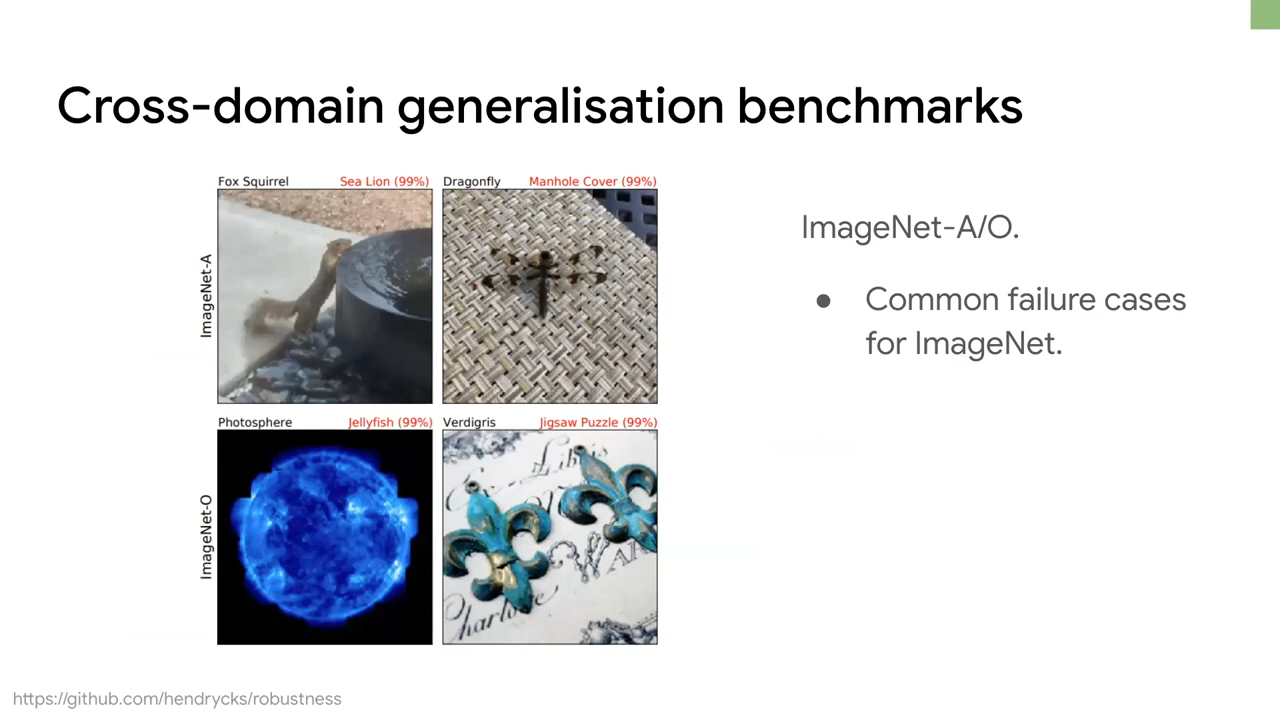 Cross-domain generalisation benchmarks
Fox Squirrel Sea Lion (99%) Dragonfly Manhole Cover (99%)
ImageNet-A
Photosphere Jellyfish (99%) Verdigris Jigsaw Puzzle (99%)
ImageNet-O
ImageNet-A/O.
● Common failure cases
for ImageNet.
https://github.com/hendrycks/robustness